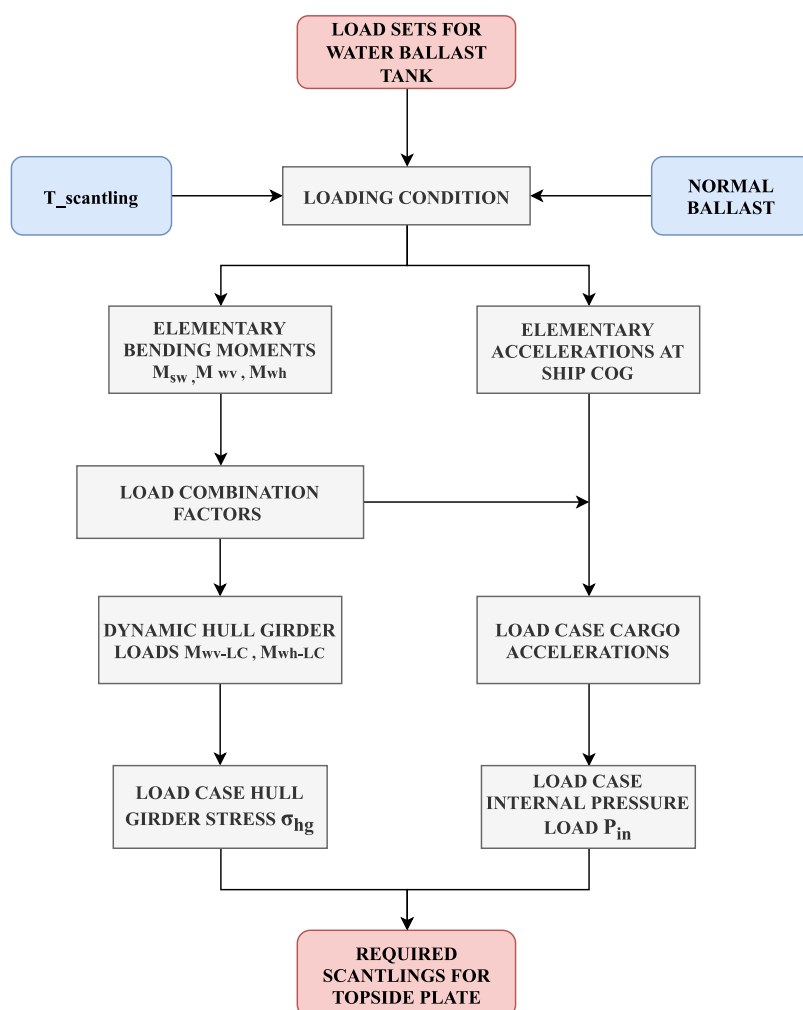 LOAD SETS FOR
WATER BALLAST
TANK
T_scantling
LOADING CONDITION
NORMAL
BALLAST
ELEMENTARY
BENDING MOMENTS
Msw , M wv , Mwh
ELEMENTARY
ACCELERATIONS AT
SHIP COG
LOAD COMBINATION
FACTORS
DYNAMIC HULL GIRDER
LOADS Mwv-LC , Mwh-LC
LOAD CASE CARGO
ACCELERATIONS
LOAD CASE HULL
GIRDER STRESS σhg
LOAD CASE
INTERNAL PRESSURE
LOAD Pin
REQUIRED
SCANTLINGS FOR
TOPSIDE PLATE